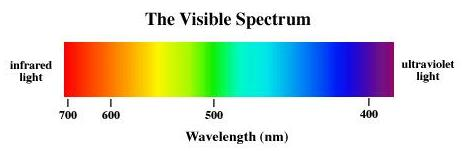 The Visible Spectrum
infrared
light
ultraviolet
light
700 600 500 400
Wavelength (nm)